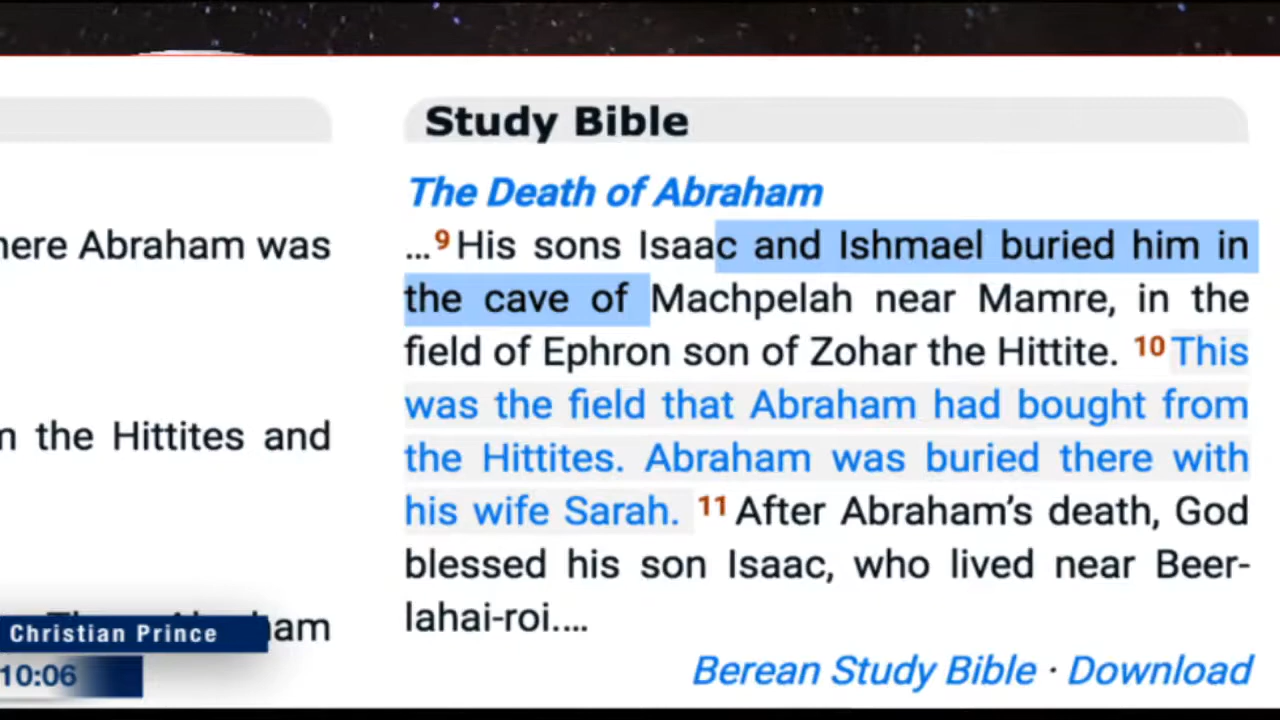 Study Bible
The Death of Abraham
here Abraham was
...9 His sons Isaac and Ishmael buried him in
the cave of Machpelah near Mamre, in the
field of Ephron son of Zohar the Hittite. 10 This
was the field that Abraham had bought from
the Hittites and
the Hittites. Abraham was buried there with
his wife Sarah. 11 After Abraham’s death, God
blessed his son Isaac, who lived near Beer-
lahai-roi....
Christian Prince
10:06
Berean Study Bible · Download